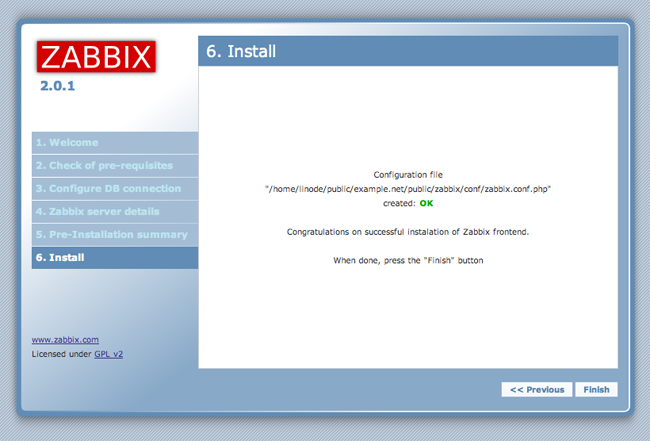 ZABBIX
2.0.1
1. Welcome
2. Check of pre-requisites
3. Configure DB connection
4. Zabbix server details
5. Pre-Installation summary
6. Install
www.zabbix.com
Licensed under GPL v2
6. Install
Configuration file
"/home/linode/public/example.net/public/zabbix/conf/zabbix.conf.php"
created: OK
Congratulations on successful instalation of Zabbix frontend.
When done, press the "Finish" button
<< Previous
Finish